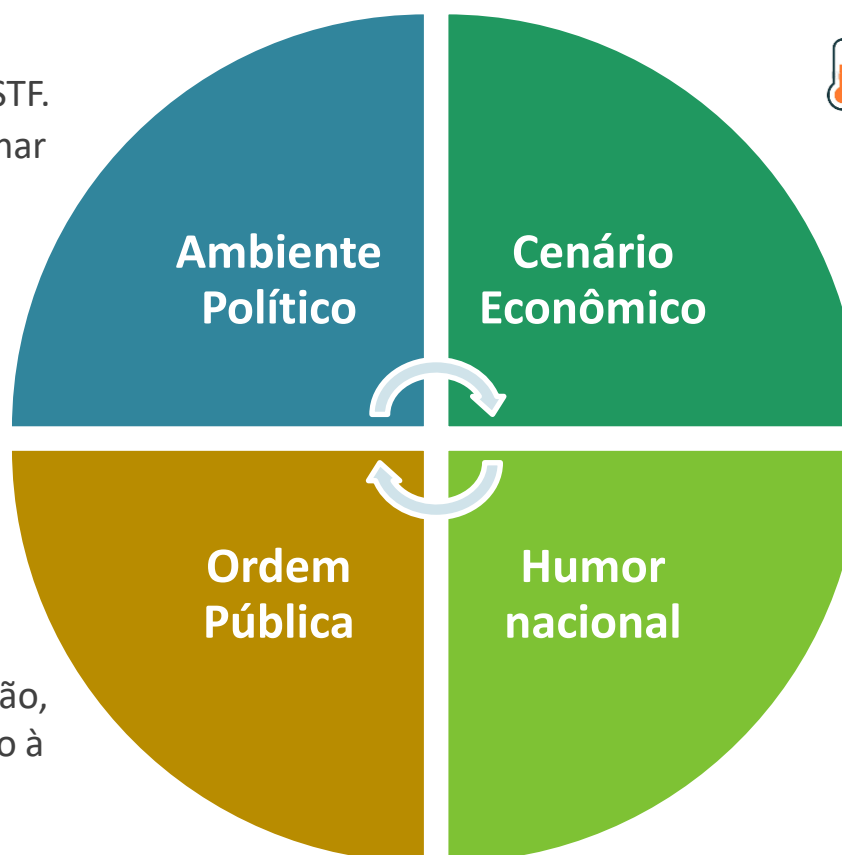 STF.
nar
Ambiente
Político
Cenário
Econômico
Ordem
Pública
Humor
nacional
ão,
o à